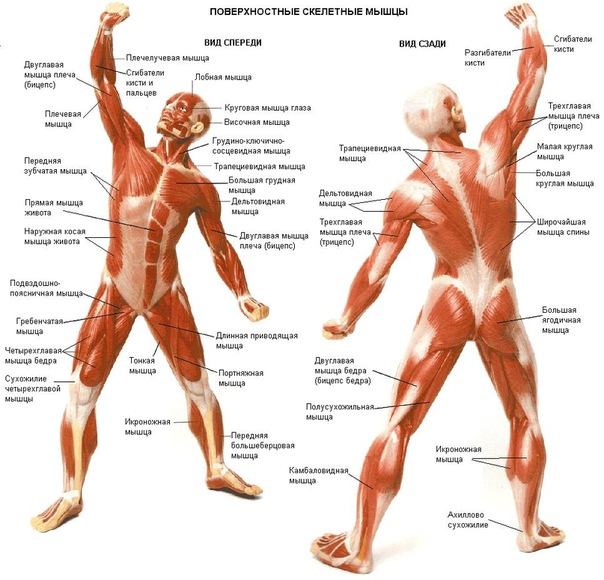 ПОВЕРХНОСТНЫЕ СКЕЛЕТНЫЕ МЫШЦЫ
ВИД СПЕРЕДИ
Плечелучевая мышца
Двуглавая
мышца плеча
(бицепс)
Сгибатели
кисти и
пальцев
Лобная мышца
Плечевая
мышца
Круговая мышца глаза
Височная мышца
Грудино-ключично-
сосцевидная мышца
Передняя
зубчатая мышца
Трапециевидная мышца
Большая грудная
мышца
Дельтовидная
мышца
Прямая мышца
живота
Наружная косая
мышца живота
Двуглавая мышца
плеча (бицепс)
Подвздошно-
поясничная мышца
Гребенчатая
мышца
Четырехглавая
мышца бедра
Сухожилие
четырехглавой
мышцы
Длинная приводящая
мышца
Тонкая
мышца
Портняжная
мышца
Икроножная
мышца
Передняя
большеберцовая
мышца
ВИД СЗАДИ
Разгибатели
кисти
Сгибатели
кисти
Трехглавая
мышца плеча
(трицепс)
Трапециевидная
мышца
Малая круглая
мышца
Большая
круглая мышца
Дельтовидная
мышца
Трехглавая
мышца плеча
(трицепс)
Широчайшая
мышца спины
Большая
ягодичная
мышца
Двуглавая
мышца бедра
(бицепс бедра)
Полусухожильная
мышца
Икроножная
мышца
Камбаловидная
мышца
Ахиллово
сухожилие